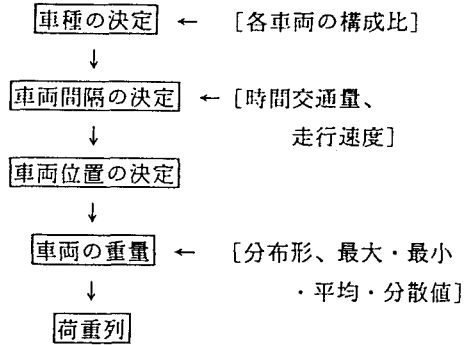 車種の決定 ← [各車両の構成比]
↓
車両間隔の決定 ← [時間交通量、
走行速度]
↓
車両位置の決定
↓
車両の重量 ← [分布形、最大・最小
・平均・分散値]
↓
荷重列